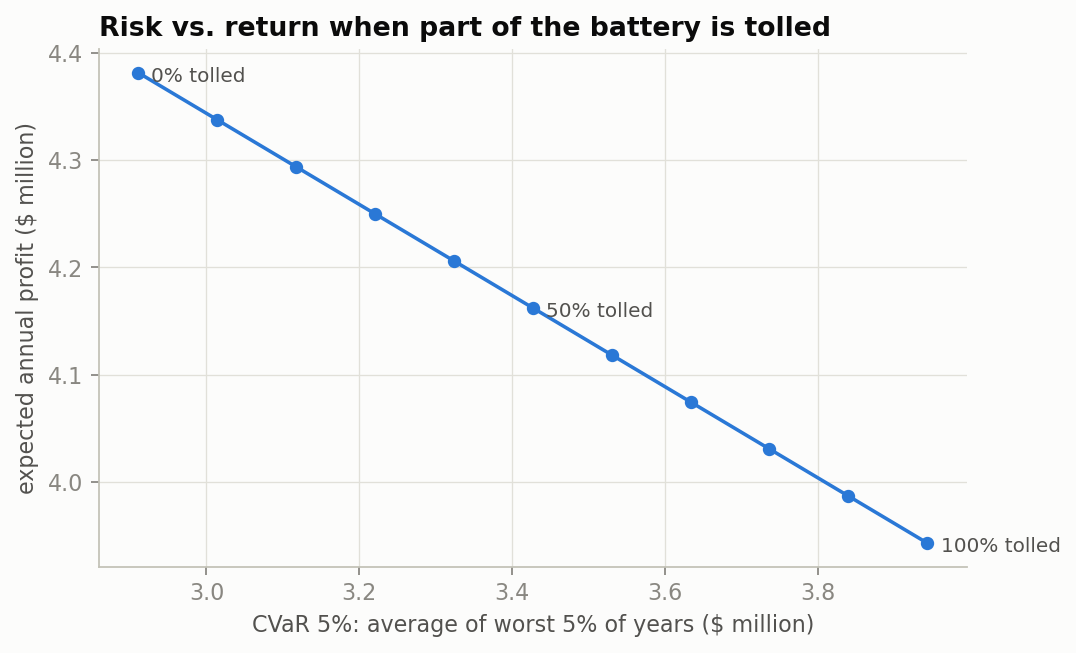 Risk vs. return when part of the battery is tolled
expected annual profit ($ million)
4.4
4.3
4.2
4.1
4.0
0% tolled
50% tolled
100% tolled
3.0
3.2
3.4
3.6
3.8
CVaR 5%: average of worst 5% of years ($ million)